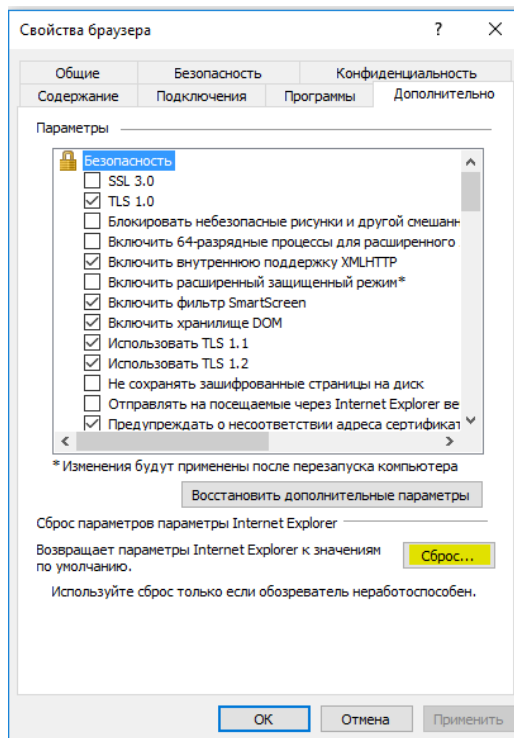 Свойства браузера ? ×
Общие Безопасность Конфиденциальность
Содержание Подключения Программы Дополнительно
Параметры
Безопасность
SSL 3.0
TLS 1.0
Блокировать небезопасные рисунки и другой смешанн
Включить 64-разрядные процессы для расширенного
Включить внутреннюю поддержку XMLHTTP
Включить расширенный защищенный режим*
Включить фильтр SmartScreen
Включить хранилище DOM
Использовать TLS 1.1
Использовать TLS 1.2
Не сохранять зашифрованные страницы на диск
Отправлять на посещаемые через Internet Explorer ве
Предупреждать о несоответствии адреса сертификат
*Изменения будут применены после перезапуска компьютера
Восстановить дополнительные параметры
Сброс параметров параметры Internet Explorer
Возвращает параметры Internet Explorer к значениям
по умолчанию.
Сброс...
Используйте сброс только если обозреватель неработоспособен.
ОК Отмена Применить